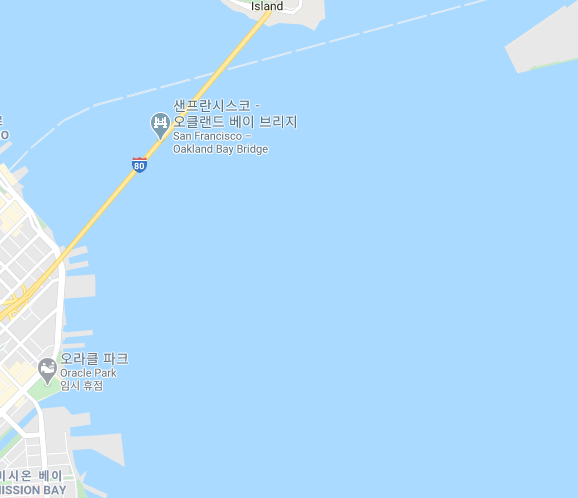 Island
샌프란시스코 -
오클랜드 베이 브리지
San Francisco –
Oakland Bay Bridge
80
오라클 파크
Oracle Park
임시 휴점
미시온 베이
MISSION BAY